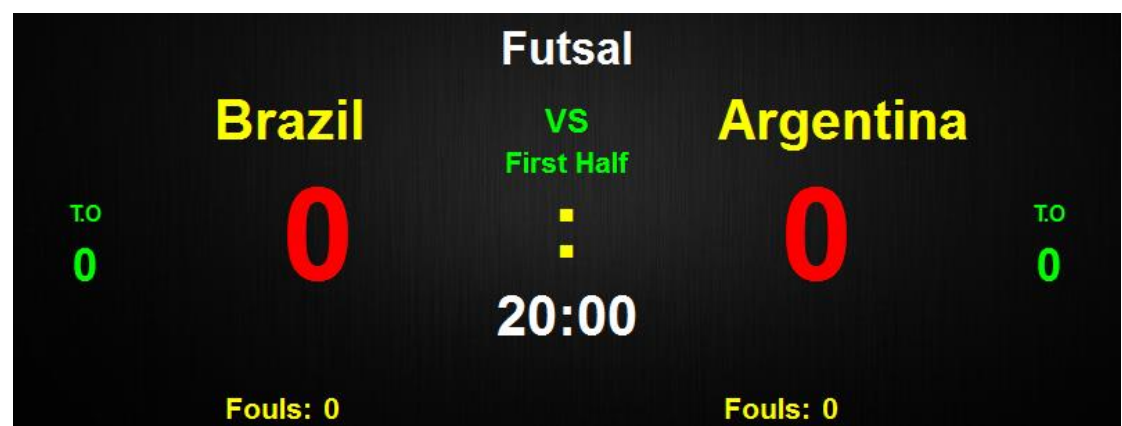 Futsal
Brazil VS Argentina
First Half
T.O 0 : 0 T.O
0 0
20:00
Fouls: 0 Fouls: 0